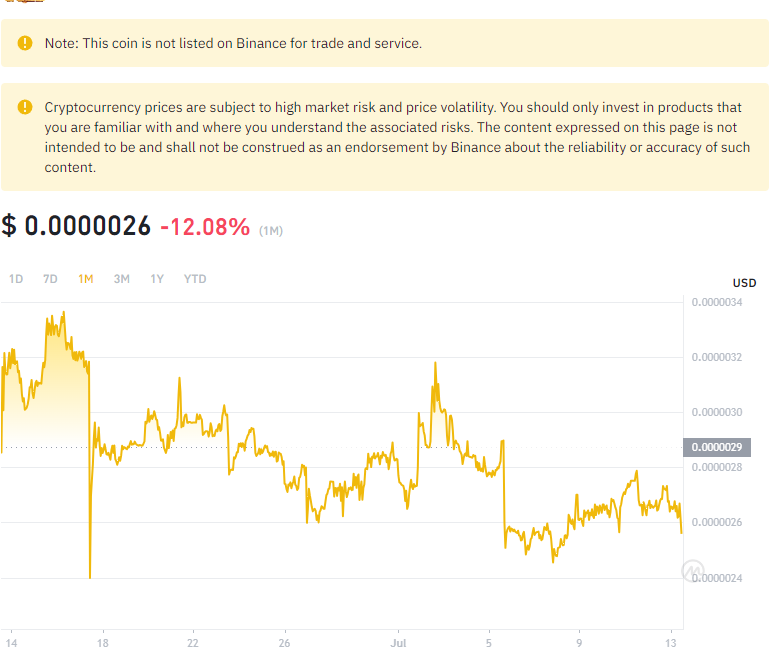 Note: This coin is not listed on Binance for trade and service.
Cryptocurrency prices are subject to high market risk and price volatility. You should only invest in products that
you are familiar with and where you understand the associated risks. The content expressed on this page is not
intended to be and shall not be construed as an endorsement by Binance about the reliability or accuracy of such
content.
$ 0.0000026 -12.08% (1M)
1D 7D 1M 3M 1Y YTD
USD
0.0000034
0.0000032
0.0000030
0.0000029
0.0000028
0.0000026
0.0000024
14 18 22 26 Jul 5 9 13